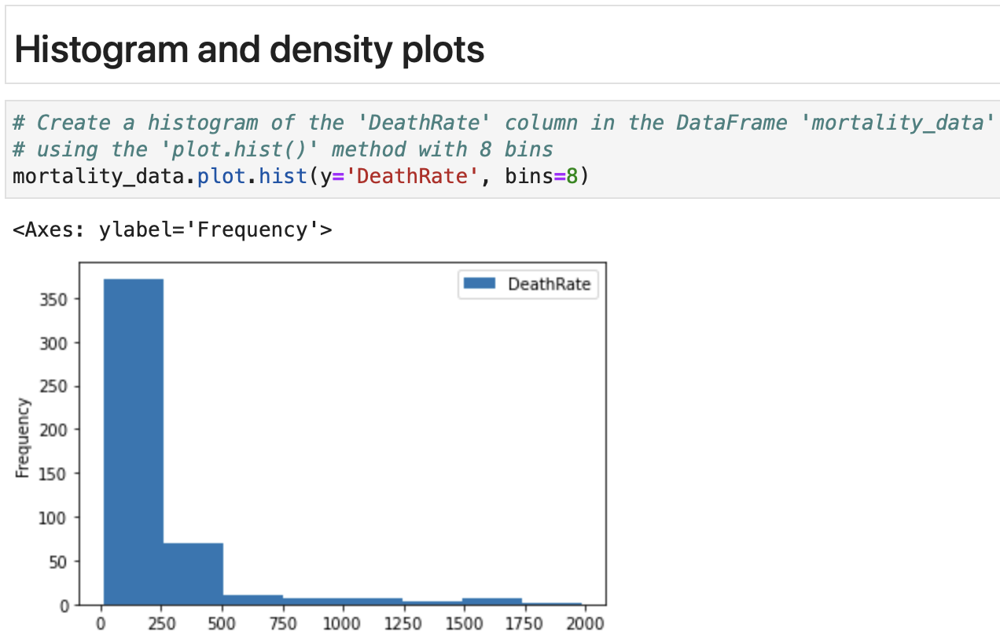 Histogram and density plots
# Create a histogram of the 'DeathRate' column in the DataFrame 'mortality_data'
# using the 'plot.hist()' method with 8 bins
mortality_data.plot.hist(y='DeathRate', bins=8)
<Axes: ylabel='Frequency'>
DeathRate
350
300
250
200
150
100
50
0
Frequency
0 250 500 750 1000 1250 1500 1750 2000